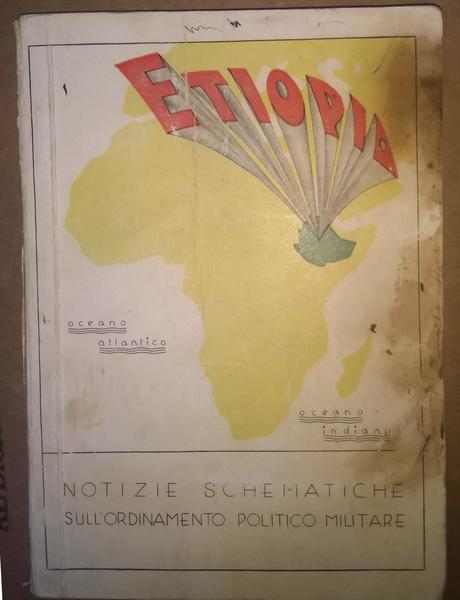 ETIOPIA
oceano
atlantico
oceano
indiano
NOTIZIE SCHEMATICHE
SULL'ORDINAMENTO POLITICO MILITARE